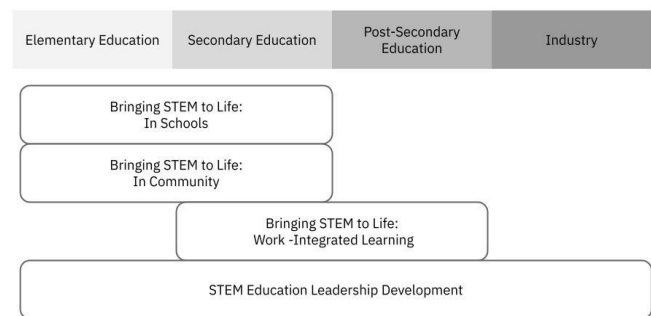 Elementary Education
Secondary Education
Post-Secondary
Education
Industry
Bringing STEM to Life:
In Schools
Bringing STEM to Life:
In Community
Bringing STEM to Life:
Work -Integrated Learning
STEM Education Leadership Development